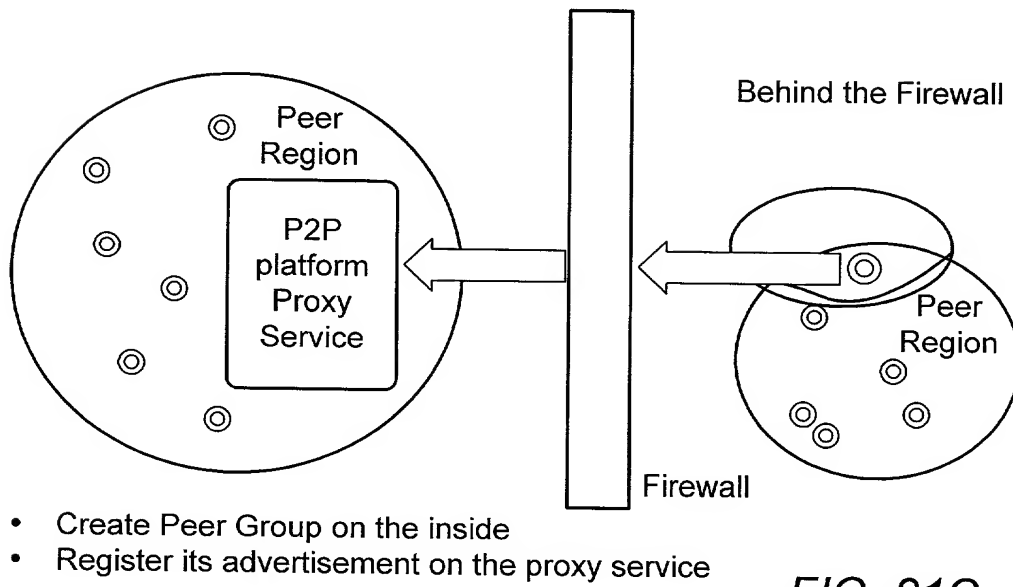 Behind the Firewall
Peer
Region
P2P
platform
Proxy
Service
Peer
Region
Firewall
• Create Peer Group on the inside
• Register its advertisement on the proxy service